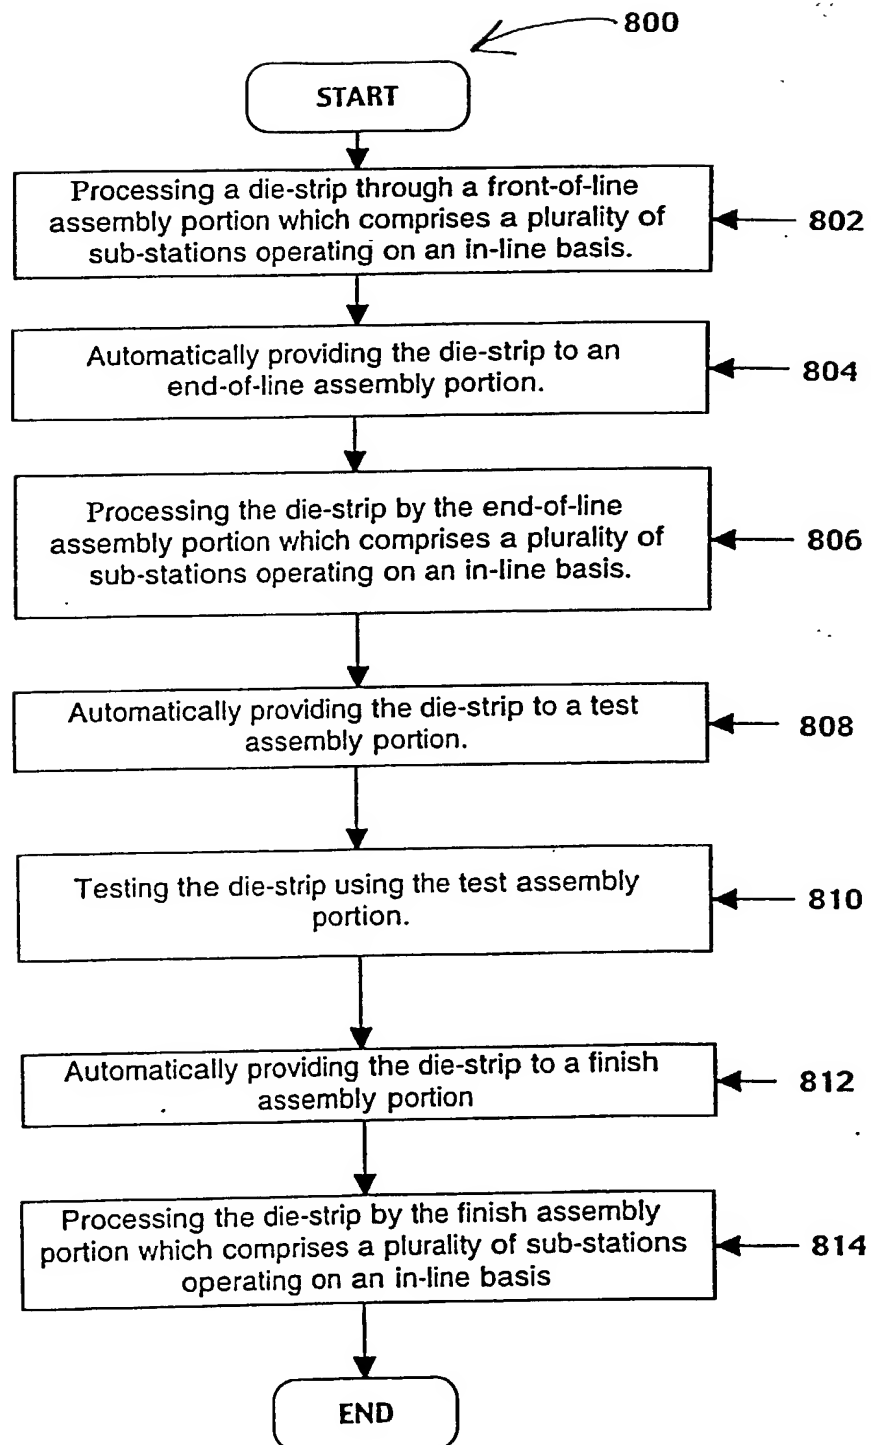 800
START
Processing a die-strip through a front-of-line
assembly portion which comprises a plurality of
sub-stations operating on an in-line basis.
802
Automatically providing the die-strip to an
end-of-line assembly portion.
804
Processing the die-strip by the end-of-line
assembly portion which comprises a plurality of
sub-stations operating on an in-line basis.
806
Automatically providing the die-strip to a test
assembly portion.
808
Testing the die-strip using the test assembly
portion.
810
Automatically providing the die-strip to a finish
assembly portion
812
Processing the die-strip by the finish assembly
portion which comprises a plurality of sub-stations
operating on an in-line basis
814
END